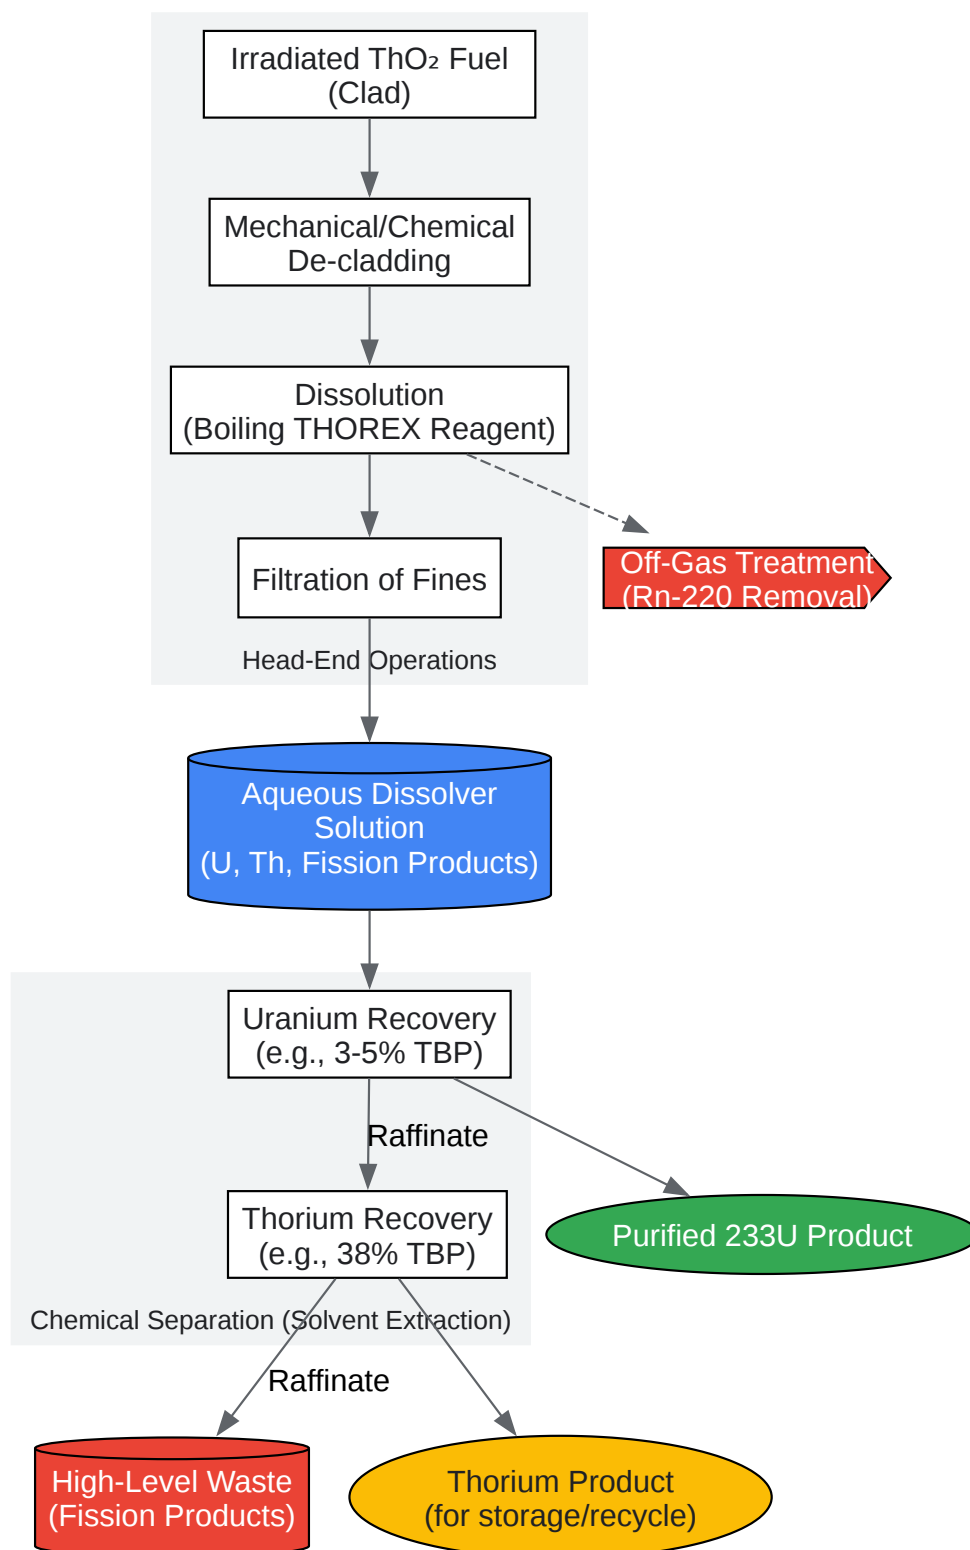 Irradiated ThO₂ Fuel
(Clad)
Mechanical/Chemical
De-cladding
Dissolution
(Boiling THOREX Reagent)
Off-Gas Treatment
(Rn-220 Removal)
Filtration of Fines
Head-End Operations
Aqueous Dissolver
Solution
(U, Th, Fission Products)
Uranium Recovery
(e.g., 3-5% TBP)
Raffinate
Thorium Recovery
(e.g., 38% TBP)
Purified 233U Product
Chemical Separation (Solvent Extraction)
Raffinate
High-Level Waste
(Fission Products)
Thorium Product
(for storage/recycle)